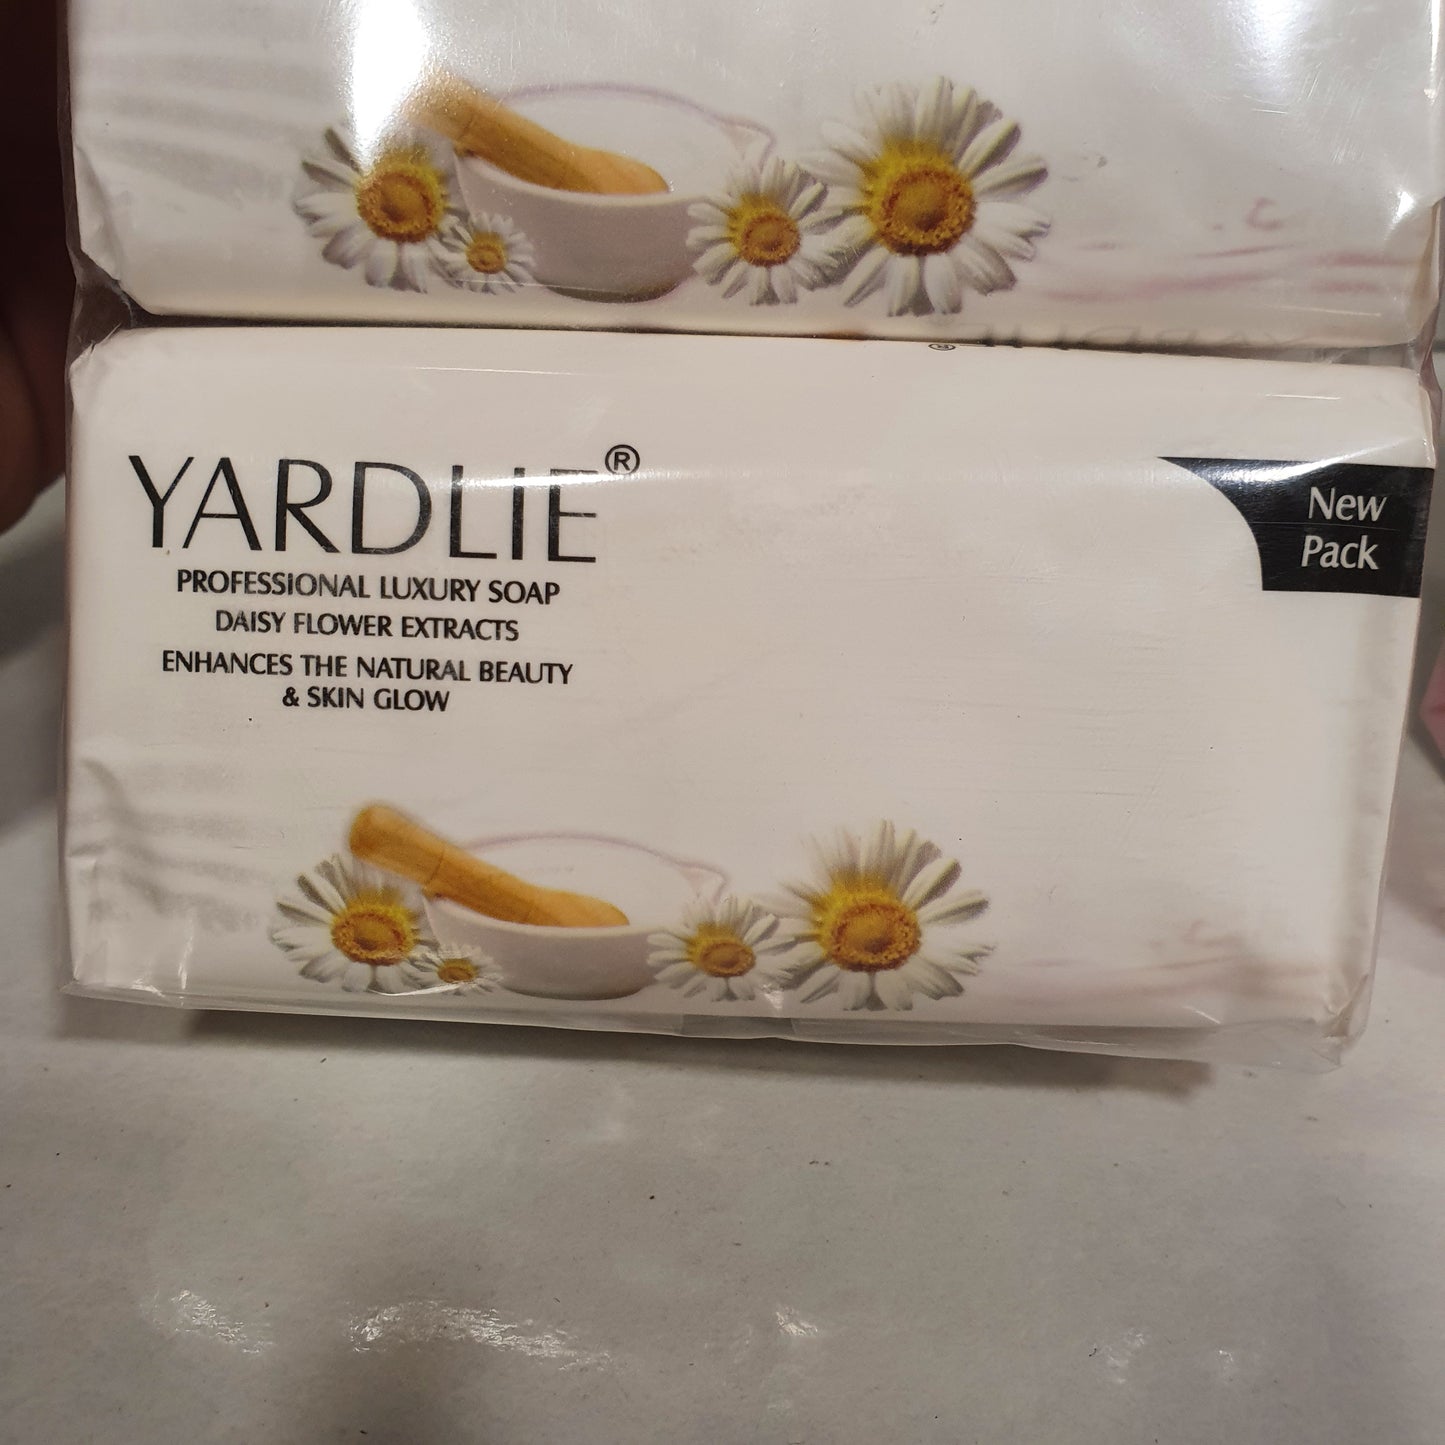 YARDLIE®
PROFESSIONAL LUXURY SOAP
DAISY FLOWER EXTRACTS
ENHANCES THE NATURAL BEAUTY
& SKIN GLOW
New
Pack